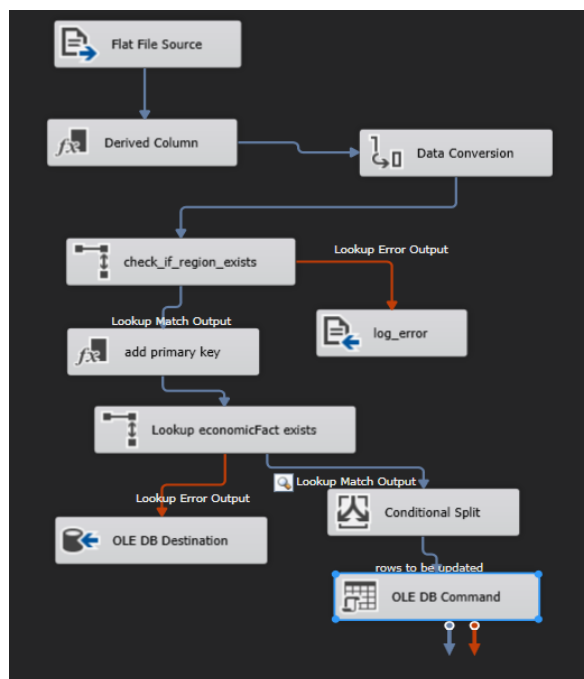 Flat File Source
Derived Column
Data Conversion
Lookup Error Output
check_if_region_exists
Lookup Match Output
log_error
add primary key
Lookup economicFact exists
Lookup Match Output
Lookup Error Output
Conditional Split
OLE DB Destination
rows to be updated
OLE DB Command